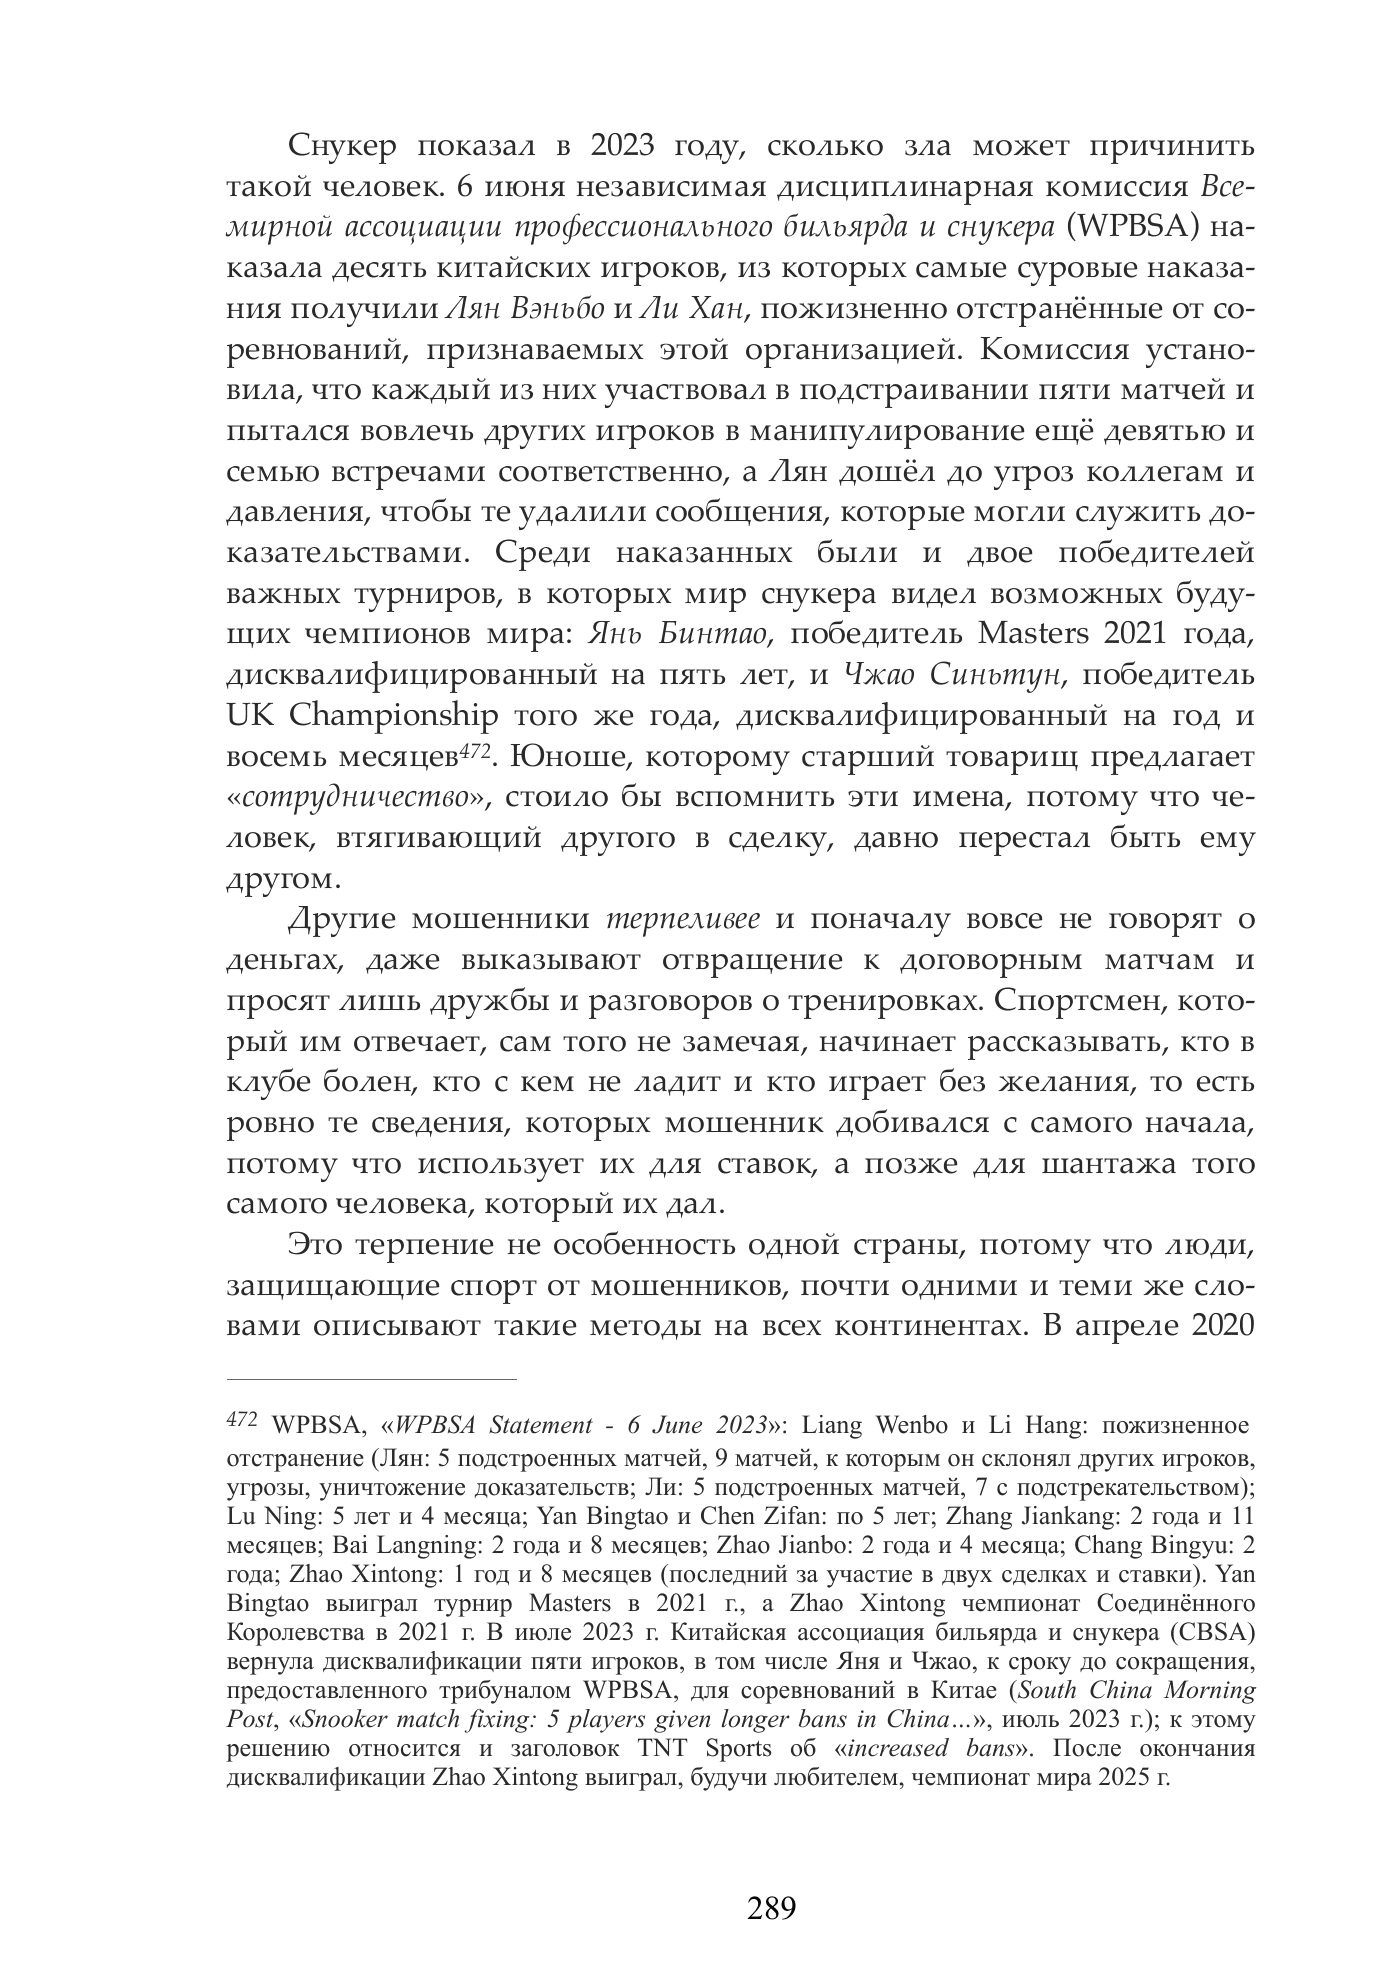 Снукер показал в 2023 году, сколько зла может причинить
такой человек. 6 июня независимая дисциплинарная комиссия Все-
мирной ассоциации профессионального бильярда и снукера (WPBSA) на-
казала десять китайских игроков, из которых самые суровые наказа-
ния получили Лян Вэньбо и Ли Хан, пожизненно отстранённые от со-
ревнований, признаваемых этой организацией. Комиссия устано-
вила, что каждый из них участвовал в подстраивании пяти матчей и
пытался вовлечь других игроков в манипулирование ещё девятью и
семью встречами соответственно, а Лян дошёл до угроз коллегам и
давления, чтобы те удалили сообщения, которые могли служить до-
казательствами. Среди наказанных были и двое победителей
важных турниров, в которых мир снукера видел возможных буду-
щих чемпионов мира: Янь Бинтао, победитель Masters 2021 года,
дисквалифицированный на пять лет, и Чжао Синьтун, победитель
UK Championship того же года, дисквалифицированный на год и
восемь месяцев472. Юноше, которому старший товарищ предлагает
«сотрудничество», стоило бы вспомнить эти имена, потому что че-
ловек, втягивающий другого в сделку, давно перестал быть ему
другом.
Другие мошенники терпеливее и поначалу вовсе не говорят о
деньгах, даже выказывают отвращение к договорным матчам и
просят лишь дружбы и разговоров о тренировках. Спортсмен, кото-
рый им отвечает, сам того не замечая, начинает рассказывать, кто в
клубе болен, кто с кем не ладит и кто играет без желания, то есть
ровно те сведения, которых мошенник добивался с самого начала,
потому что использует их для ставок, а позже для шантажа того
самого человека, который их дал.
Это терпение не особенность одной страны, потому что люди,
защищающие спорт от мошенников, почти одними и теми же сло-
вами описывают такие методы на всех континентах. В апреле 2020
472 WPBSA, «WPBSA Statement - 6 June 2023»: Liang Wenbo и Li Hang: пожизненное
отстранение (Лян: 5 подстроенных матчей, 9 матчей, к которым он склонял других игроков,
угрозы, уничтожение доказательств; Ли: 5 подстроенных матчей, 7 с подстрекательством);
Lu Ning: 5 лет и 4 месяца; Yan Bingtao и Chen Zifan: по 5 лет; Zhang Jiankang: 2 года и 11
месяцев; Bai Langning: 2 года и 8 месяцев; Zhao Jianbo: 2 года и 4 месяца; Chang Bingyu: 2
года; Zhao Xintong: 1 год и 8 месяцев (последний за участие в двух сделках и ставки). Yan
Bingtao выиграл турнир Masters в 2021 г., а Zhao Xintong чемпионат Соединённого
Королевства в 2021 г. В июле 2023 г. Китайская ассоциация бильярда и снукера (CBSA)
вернула дисквалификации пяти игроков, в том числе Яня и Чжао, к сроку до сокращения,
предоставленного трибуналом WPBSA, для соревнований в Китае (South China Morning
Post, «Snooker match fixing: 5 players given longer bans in China...», июль 2023 г.); к этому
решению относится и заголовок TNT Sports об «increased bans». После окончания
дисквалификации Zhao Xintong выиграл, будучи любителем, чемпионат мира 2025 г.
289